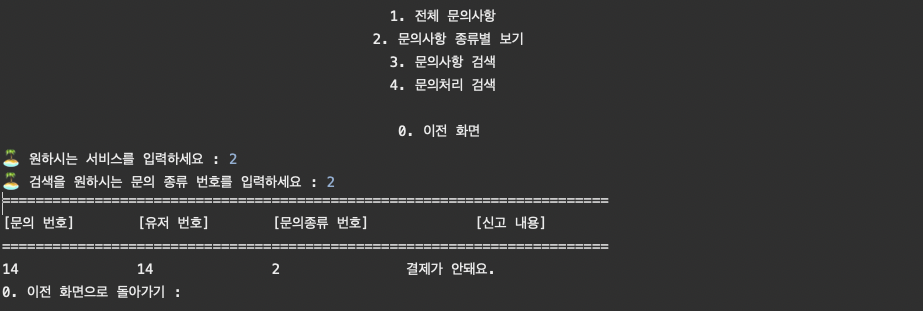 1. 전체 문의사항
2. 문의사항 종류별 보기
3. 문의사항 검색
4. 문의처리 검색
0. 이전 화면
🏝 원하시는 서비스를 입력하세요 : 2
🏝 검색을 원하시는 문의 종류 번호를 입력하세요 : 2
========================================================================
[문의 번호] [유저 번호] [문의종류 번호] [신고 내용]
========================================================================
14 14 2 결제가 안돼요.
0. 이전 화면으로 돌아가기 :